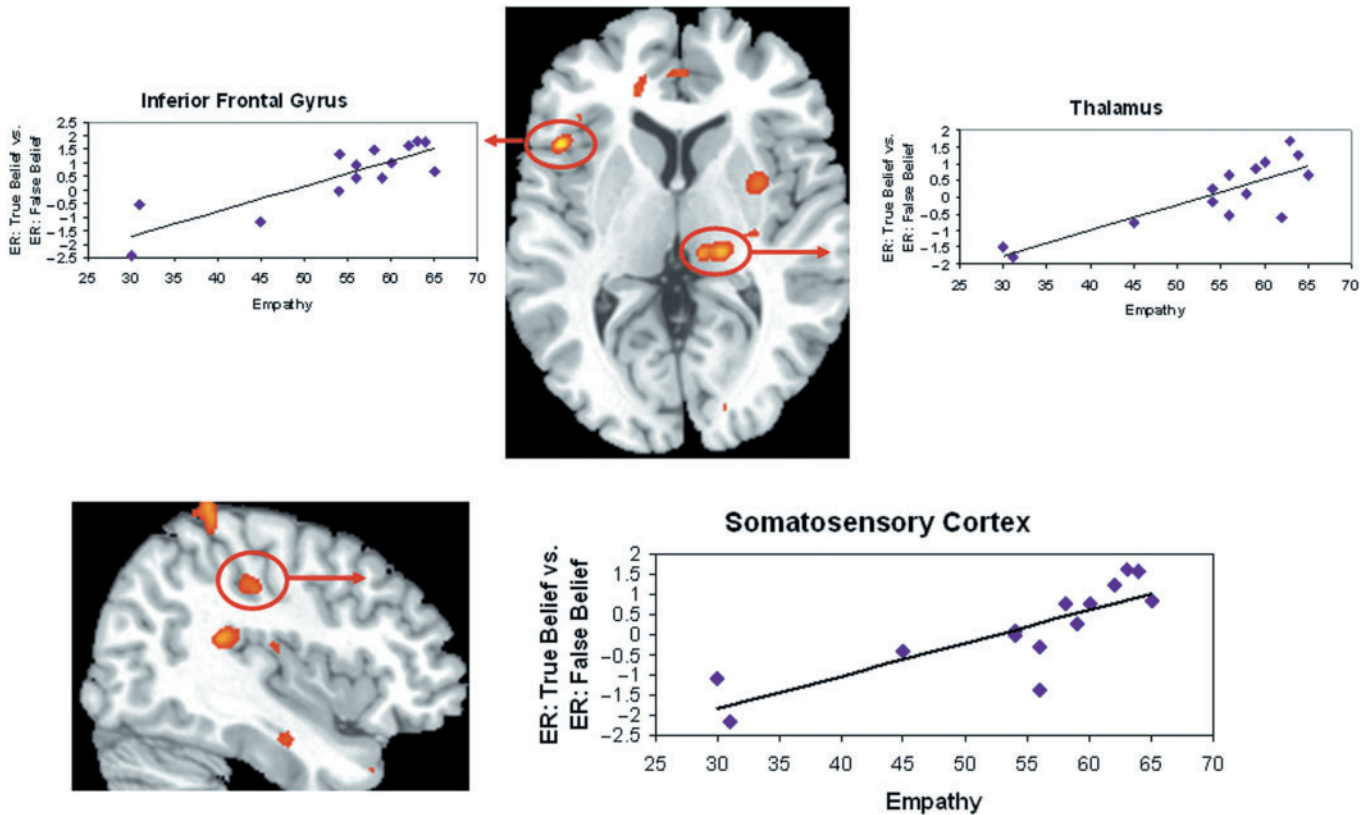 Inferior Frontal Gyrus
ER: True Belief vs.
ER: False Belief
2.5
2
1.5
1
0.5
0
−0.5
−1
−1.5
−2
−2.5
25 30 35 40 45 50 55 60 65 70
Empathy
Thalamus
ER: True Belief vs.
ER: False Belief
2
1.5
1
0.5
0
−0.5
−1
−1.5
−2
25 30 35 40 45 50 55 60 65 70
Empathy
Somatosensory Cortex
ER: True Belief vs.
ER: False Belief
2
1.5
1
0.5
0
−0.5
−1
−1.5
−2
−2.5
25 30 35 40 45 50 55 60 65 70
Empathy